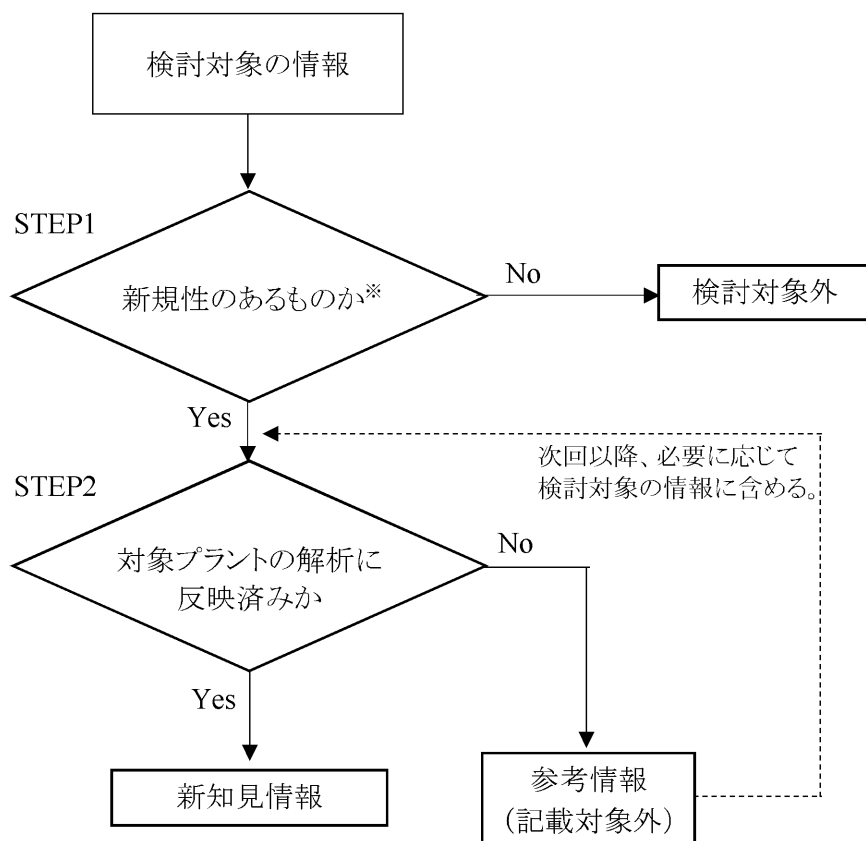 検討対象の情報
STEP1
新規性のあるものか※
No
検討対象外
Yes
次回以降、必要に応じて
検討対象の情報に含める。
STEP2
対象プラントの解析に
反映済みか
No
Yes
新知見情報
参考情報
（記載対象外）